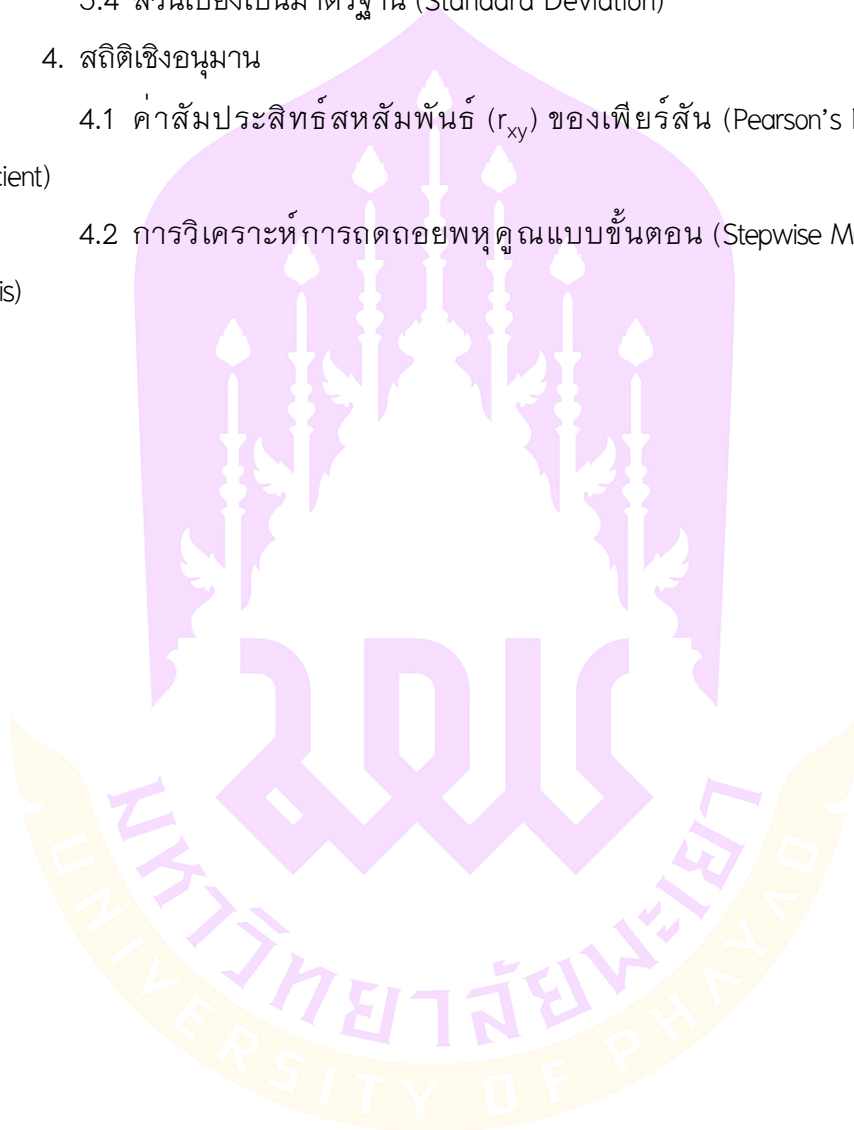 3.4 ส่วนเบี่ยงเบนมาตรฐาน (Standard Deviation)
4. สถิติเชิงอนุมาน
4.1 ค่าสัมประสิทธ์สหสัมพันธ์ (rxy) ของเพียร์สัน (Pearson's
cient)
4.2 การวิเคราะห์การถดถอยพหุคูณแบบขั้นตอน (Stepwise M
is)
มหาวิทยาลัยพะเยา
UNIVERSITY OF PHAYAO